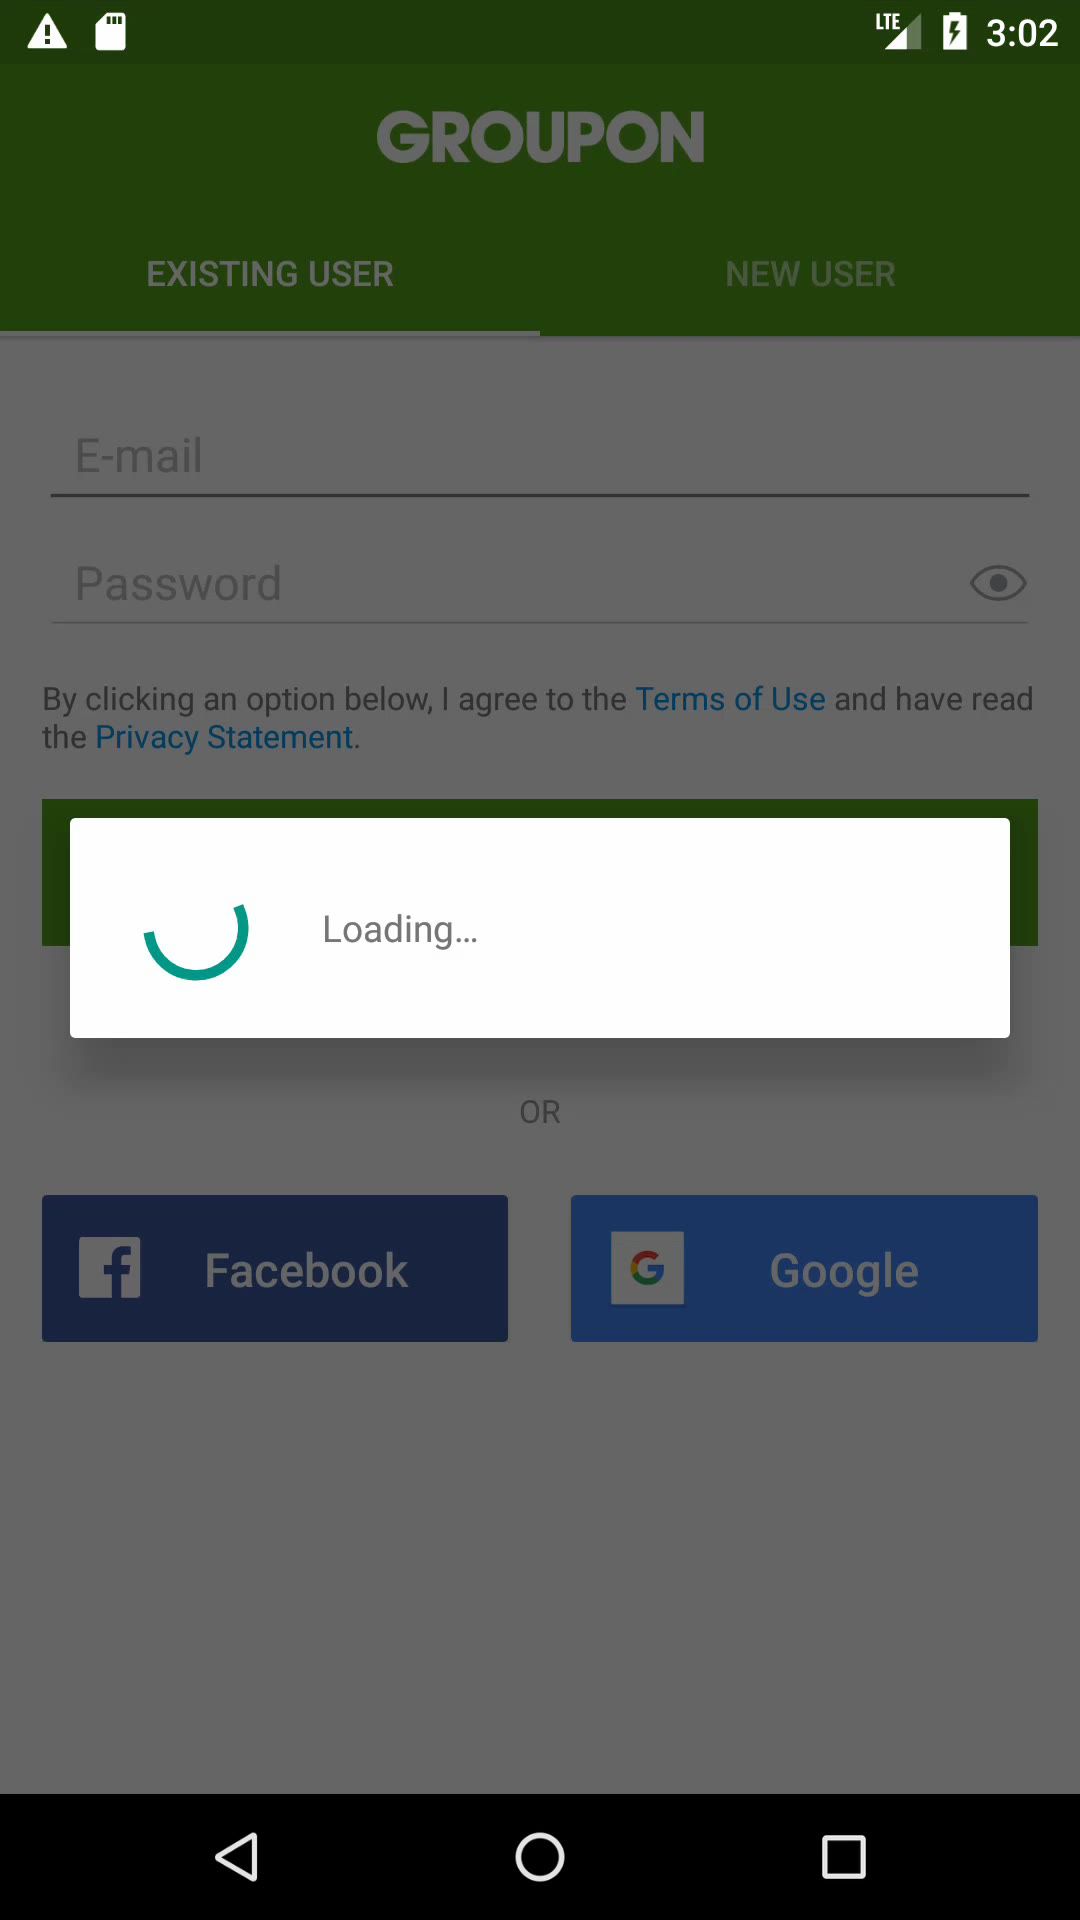 LTE 3:02
GROUPON
EXISTING USER
NEW USER
E-mail
Password
By clicking an option below, I agree to the Terms of Use and have read
the Privacy Statement.
Loading...
OR
Facebook
Google